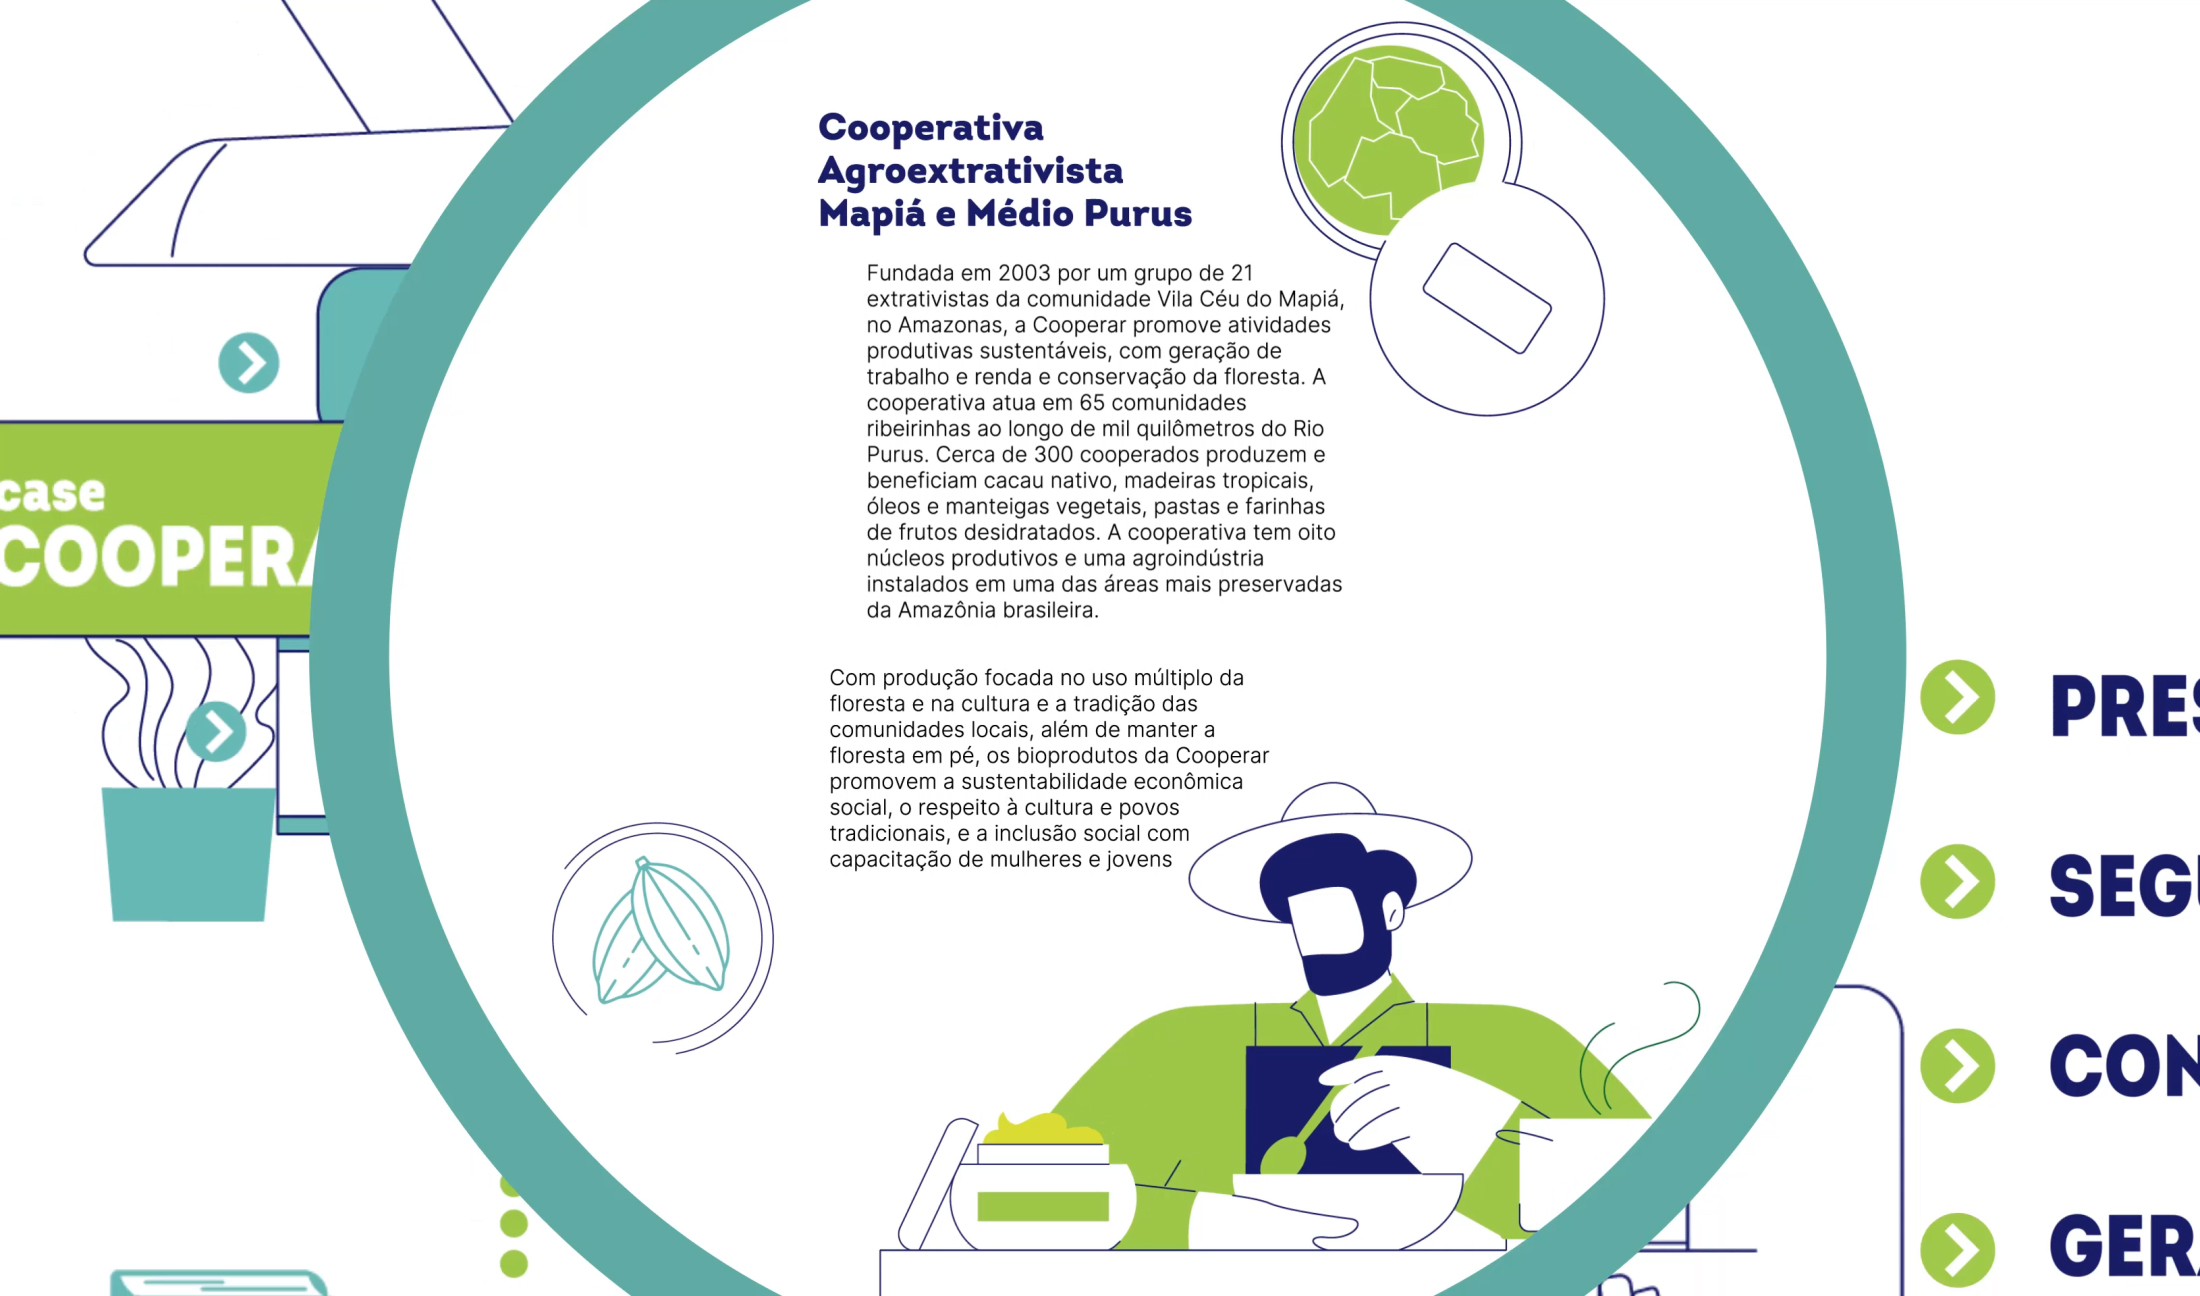 Cooperativa
Agroextrativista
Mapiá e Médio Purus
Fundada em 2003 por um grupo de 21
extrativistas da comunidade Vila Céu do Mapiá,
no Amazonas, a Cooperar promove atividades
produtivas sustentáveis, com geração de
trabalho e renda e conservação da floresta. A
cooperativa atua em 65 comunidades
ribeirinhas ao longo de mil quilômetros do Rio
Purus. Cerca de 300 cooperados produzem e
beneficiam cacau nativo, madeiras tropicais,
óleos e manteigas vegetais, pastas e farinhas
de frutos desidratados. A cooperativa tem oito
núcleos produtivos e uma agroindústria
instalados em uma das áreas mais preservadas
da Amazônia brasileira.
Com produção focada no uso múltiplo da
floresta e na cultura e a tradição das
comunidades locais, além de manter a
floresta em pé, os bioprodutos da Cooperar
promovem a sustentabilidade econômica
social, o respeito à cultura e povos
tradicionais, e a inclusão social com
capacitação de mulheres e jovens
case
COOPERA
PRES
SEGU
CON
GERA